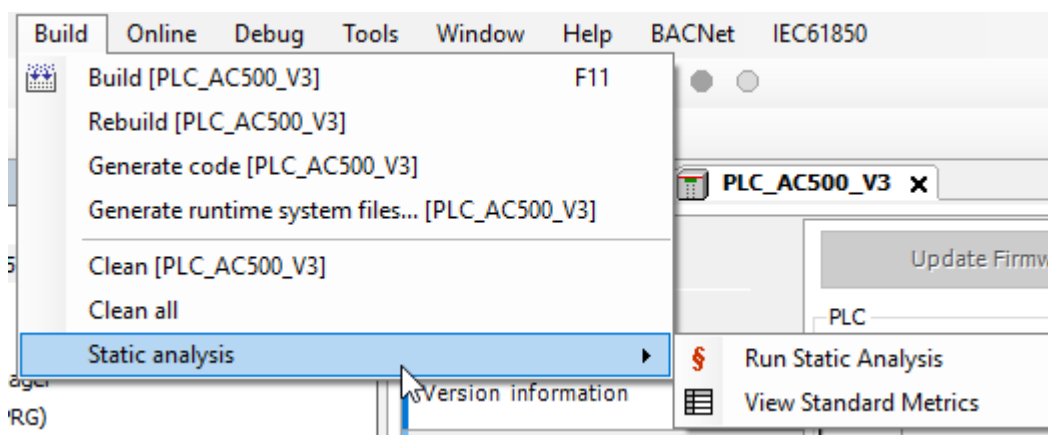 Build Online Debug Tools Window Help BACNet IEC61850
Build [PLC_AC500_V3] F11
Rebuild [PLC_AC500_V3]
Generate code [PLC_AC500_V3]
PLC_AC500_V3
Generate runtime system files... [PLC_AC500_V3]
Update Firmw
Clean [PLC_AC500_V3]
Clean all
PLC
Static analysis
§ Run Static Analysis
View Standard Metrics
Version information
PRG)